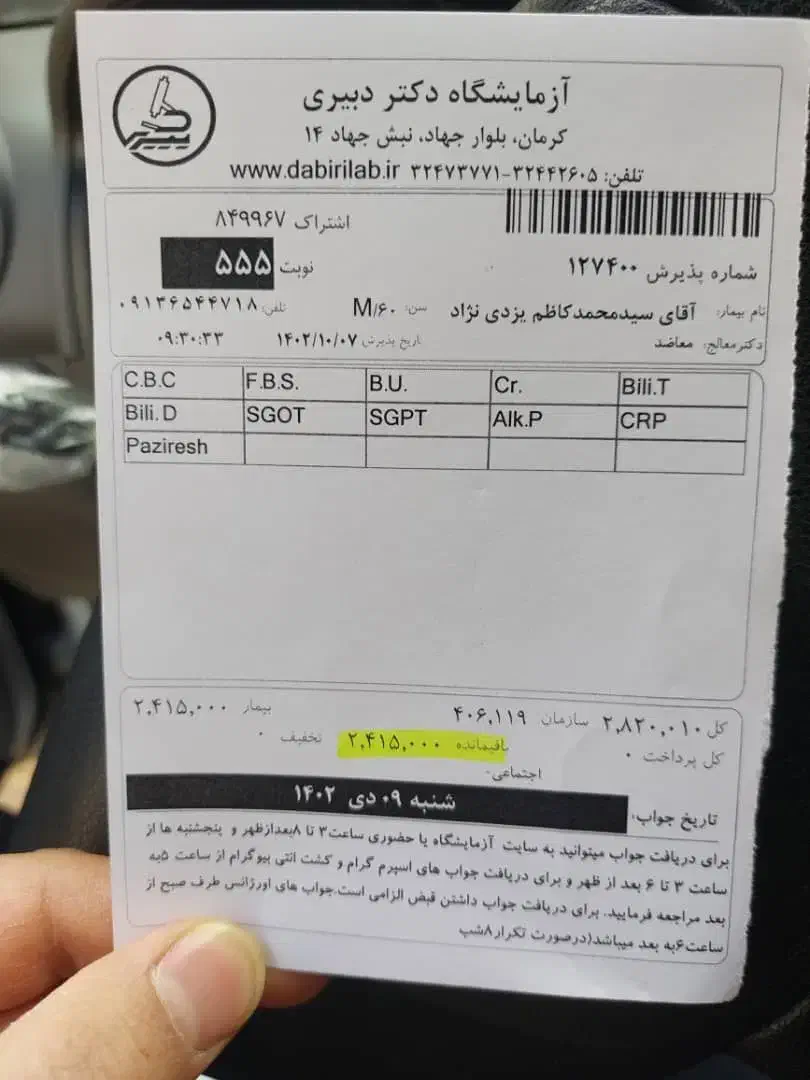 آزمایشگاه دکتر دبیری
کرمان، بلوار جهاد، نبش جهاد ۱۴
تلفن: ۳۲۴۴۲۶۰۵-۳۲۴۷۳۷۷۱ www.dabirilab.ir
دبیری
اشتراک ۸۴۹۹۶۷
شماره پذیرش ۱۲۷۴۰۰ نوبت ۵۵۵
نام بیمار: آقای سیدمحمدکاظم یزدی نژاد سن: M/۶۰ تلفن: ۰۹۱۳۶۵۴۴۷۱۸
دکترمعالج: معاضد تاریخ پذیرش ۱۴۰۲/۱۰/۰۷ ۰۹:۳۰:۳۳
C.B.C F.B.S. B.U. Cr. Bili.T
Bili.D SGOT SGPT Alk.P CRP
Paziresh
کل ۲,۸۲۰,۰۱۰ سازمان ۴۰۶,۱۱۹ بیمار ۲,۴۱۵,۰۰۰
کل پرداخت ۰ باقیمانده ۲,۴۱۵,۰۰۰ تخفیف ۰
اجتماعی-
تاریخ جواب: شنبه ۰۹ دی ۱۴۰۲
برای دریافت جواب میتوانید به سایت آزمایشگاه یا حضوری ساعت۳ تا ۸بعدازظهر و پنجشنبه ها از
ساعت ۳ تا ۶ بعد از ظهر و برای دریافت جواب های اسپرم گرام و کشت انتی بیوگرام از ساعت ۵به
بعد مراجعه فرمایید. برای دریافت جواب داشتن قبض الزامی است.جواب های اورژانس طرف صبح از
ساعت۶به بعد میباشد(درصورت تکرار۸شب